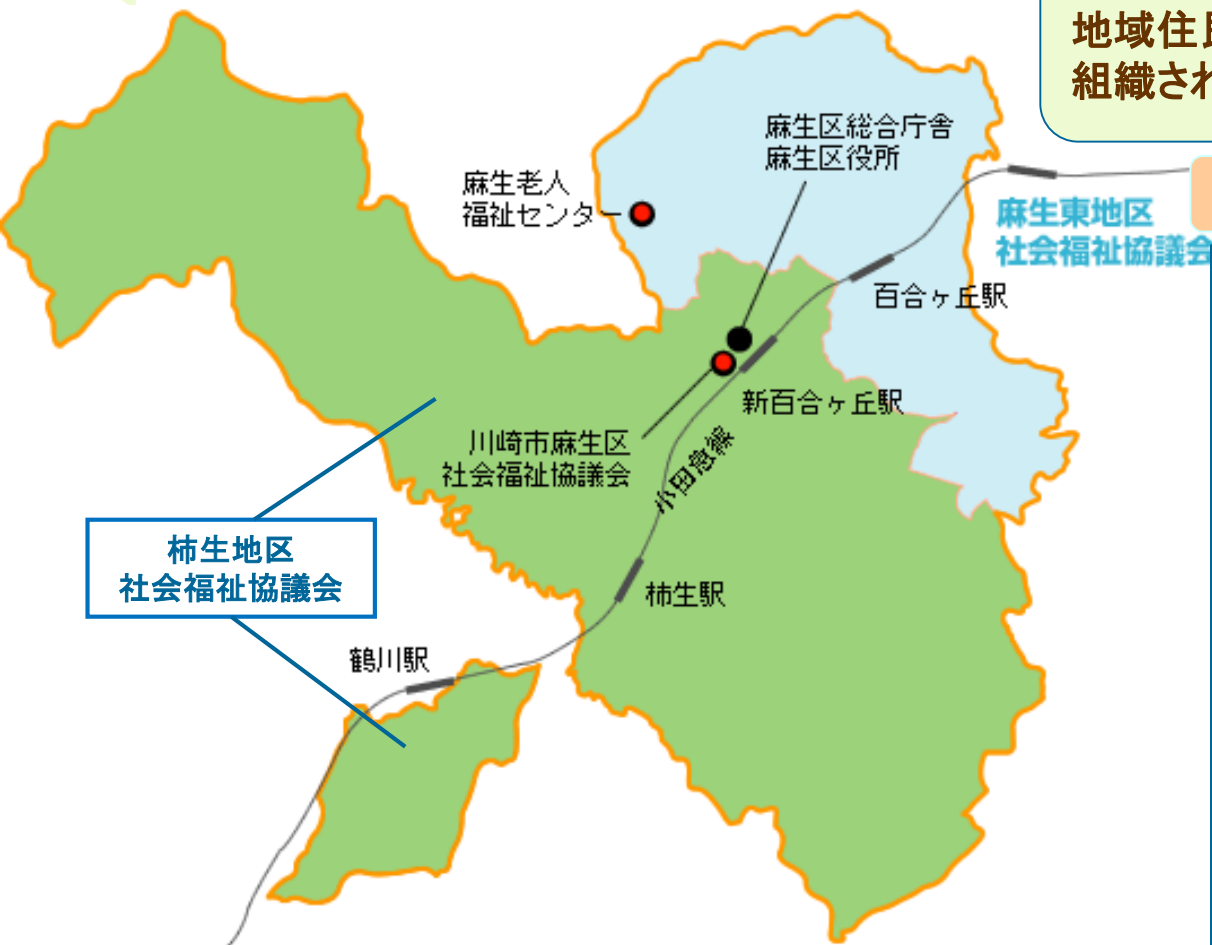 地域住
組織され
麻生区総合庁舎
麻生区役所
麻生老人
福祉センター
麻生東地区
社会福祉協議会
百合ヶ丘駅
新百合ヶ丘駅
川崎市麻生区
社会福祉協議会
小田急線
柿生地区
社会福祉協議会
柿生駅
鶴川駅